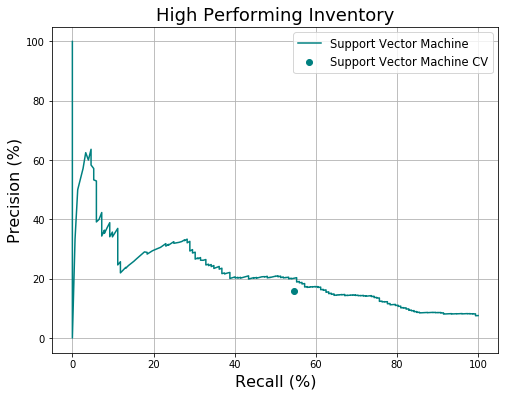 High Performing Inventory
Support Vector Machine
Support Vector Machine CV
Precision (%)
100
80
60
40
20
0
0 20 40 60 80 100
Recall (%)